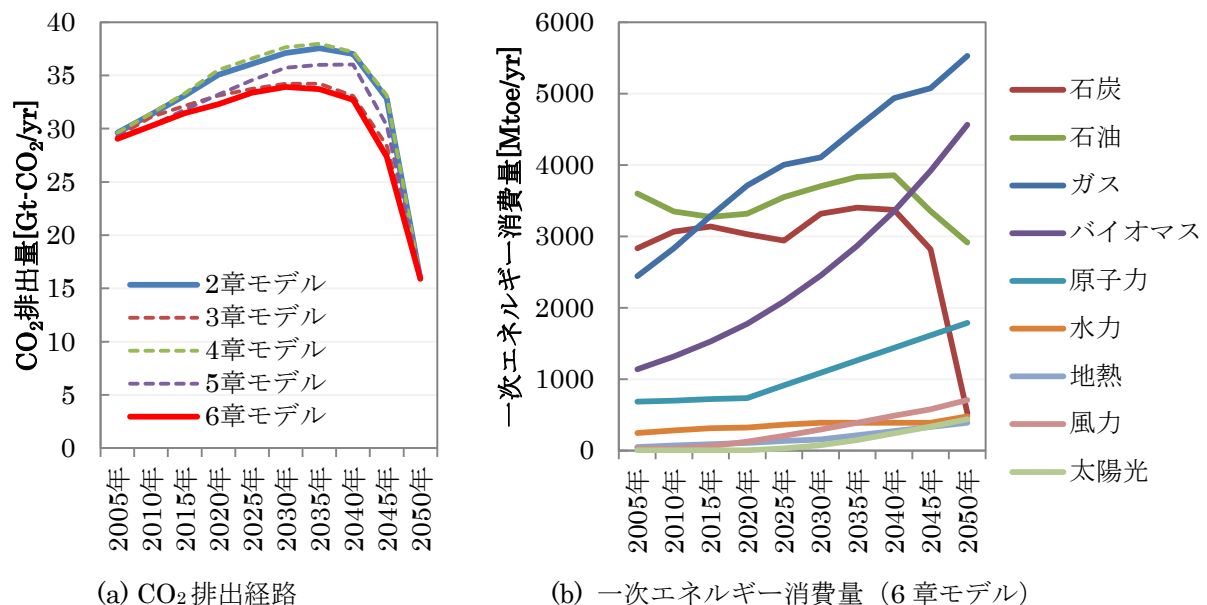 CO₂排出量[Gt-CO₂/yr]
40
35
30
25
20
15
10
5
0
2章モデル
3章モデル
4章モデル
5章モデル
6章モデル
2005年
2010年
2015年
2020年
2025年
2030年
2035年
2040年
2045年
2050年
(a) CO₂排出経路
一次エネルギー消費量[Mtoe/yr]
6000
5000
4000
3000
2000
1000
0
2005年
2010年
2015年
2020年
2025年
2030年
2035年
2040年
2045年
2050年
石炭
石油
ガス
バイオマス
原子力
水力
地熱
風力
太陽光
(b) 一次エネルギー消費量（6 章モデル）